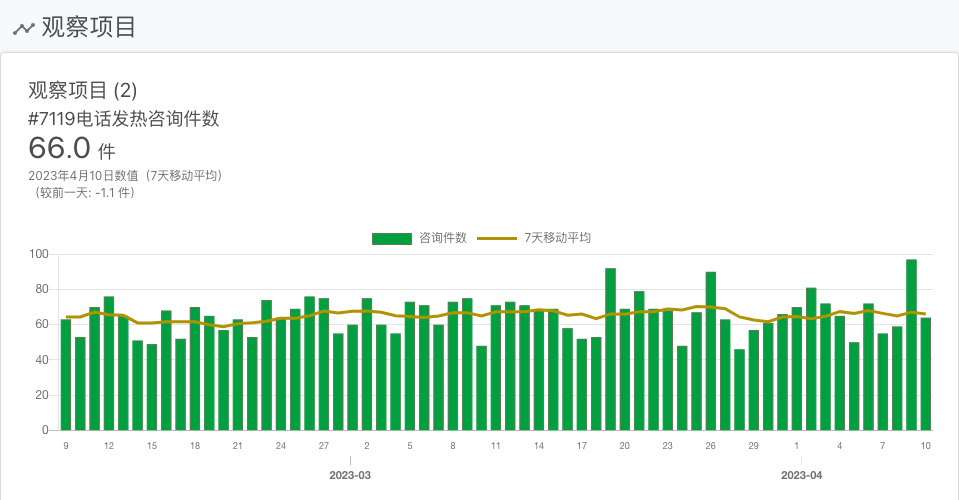 观察项目
观察项目 (2)
#7119电话发热咨询件数
66.0 件
2023年4月10日数值（7天移动平均）
（较前一天: -1.1 件）
咨询件数 7天移动平均
100
80
60
40
20
0
9 12 15 18 21 24 27 2 5 8 11 14 17 20 23 26 29 1 4 7 10
2023-03 2023-04